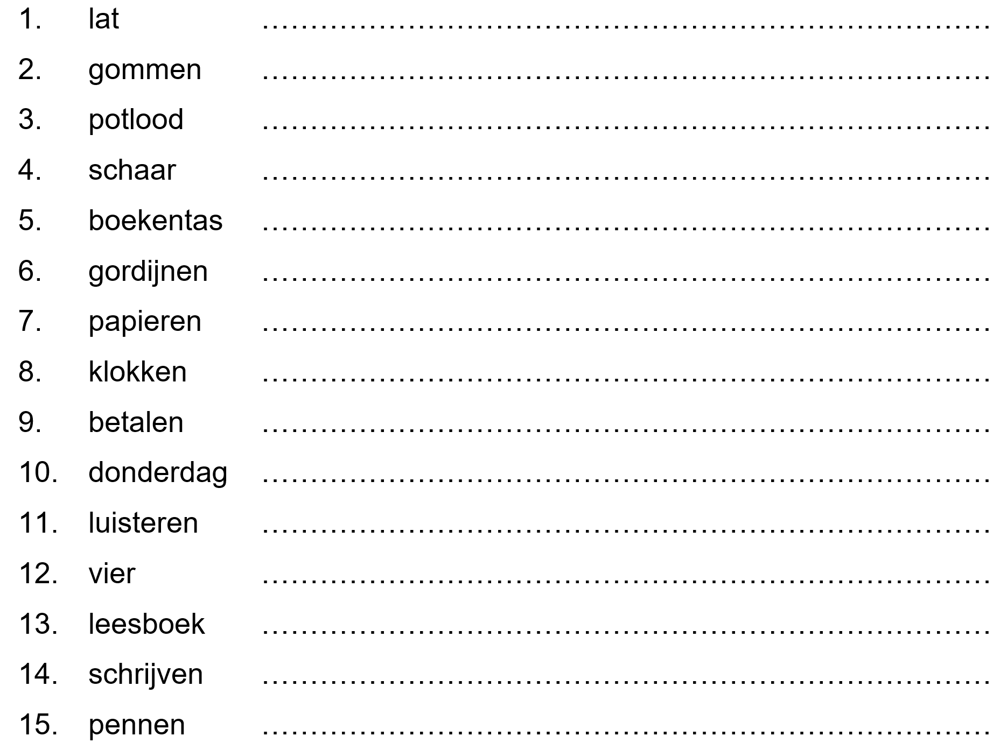 1. lat ...........................................................................
2. gommen ...........................................................................
3. potlood ...........................................................................
4. schaar ...........................................................................
5. boekentas ...........................................................................
6. gordijnen ...........................................................................
7. papieren ...........................................................................
8. klokken ...........................................................................
9. betalen ...........................................................................
10. donderdag ...........................................................................
11. luisteren ...........................................................................
12. vier ...........................................................................
13. leesboek ...........................................................................
14. schrijven ...........................................................................
15. pennen ...........................................................................